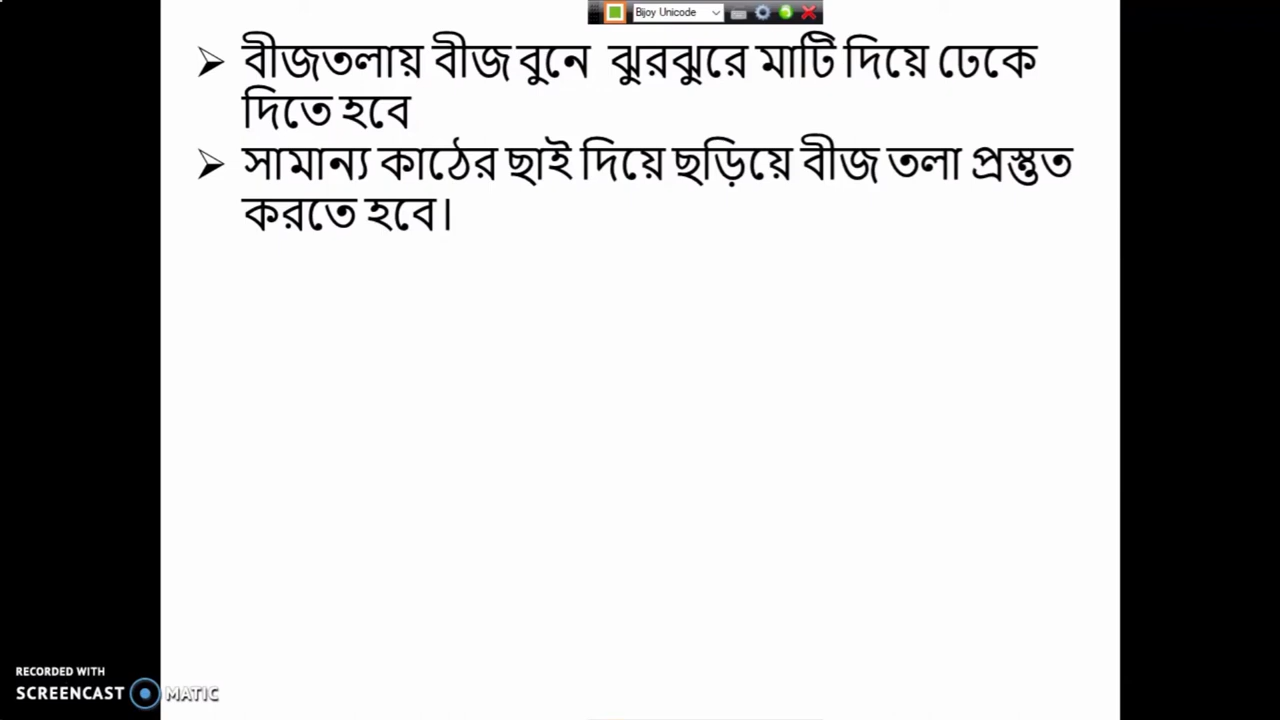 Bijoy Unicode
➢ বীজতলায় বীজ বুনে ঝুরঝুরে মাটি দিয়ে ঢেকে
দিতে হবে
➢ সামান্য কাঠের ছাই দিয়ে ছড়িয়ে বীজ তলা প্রস্তুত
করতে হবে।
RECORDED WITH
SCREENCAST MATIC